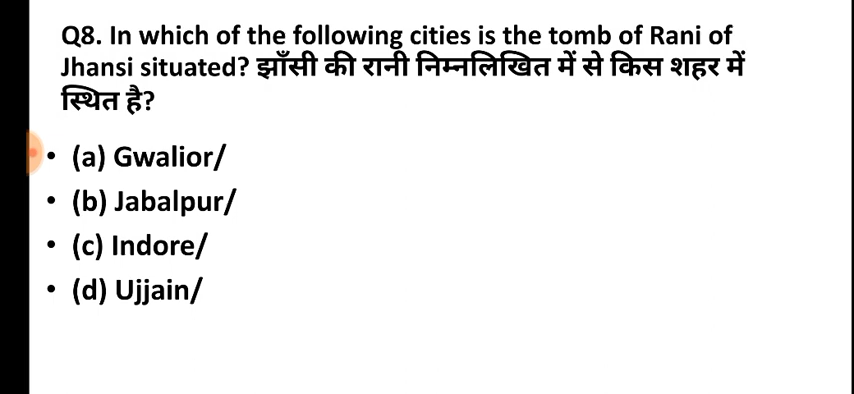 Q8. In which of the following cities is the tomb of Rani of
Jhansi situated? झाँसी की रानी निम्नलिखित में से किस शहर में
स्थित है?
• (a) Gwalior/
• (b) Jabalpur/
• (c) Indore/
• (d) Ujjain/